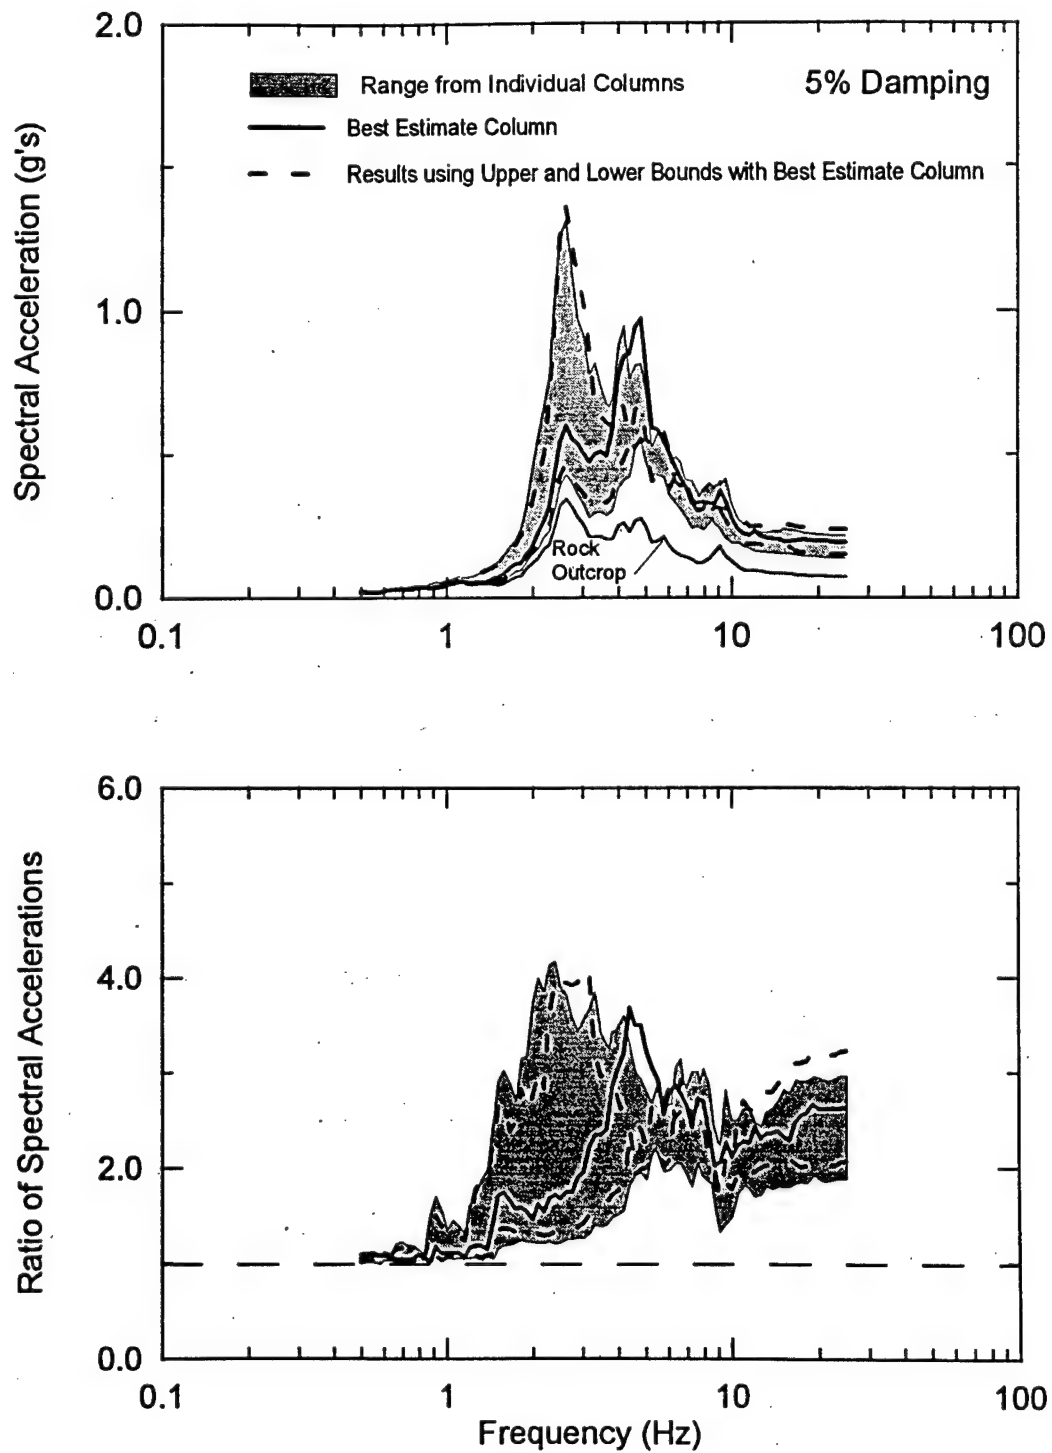 2.0
Range from Individual Columns
5% Damping
Best Estimate Column
Results using Upper and Lower Bounds with Best Estimate Column
Spectral Acceleration (g's)
1.0
Rock
Outcrop
0.0
0.1
1
10
100
6.0
Ratio of Spectral Accelerations
4.0
2.0
0.0
0.1
1
10
100
Frequency (Hz)